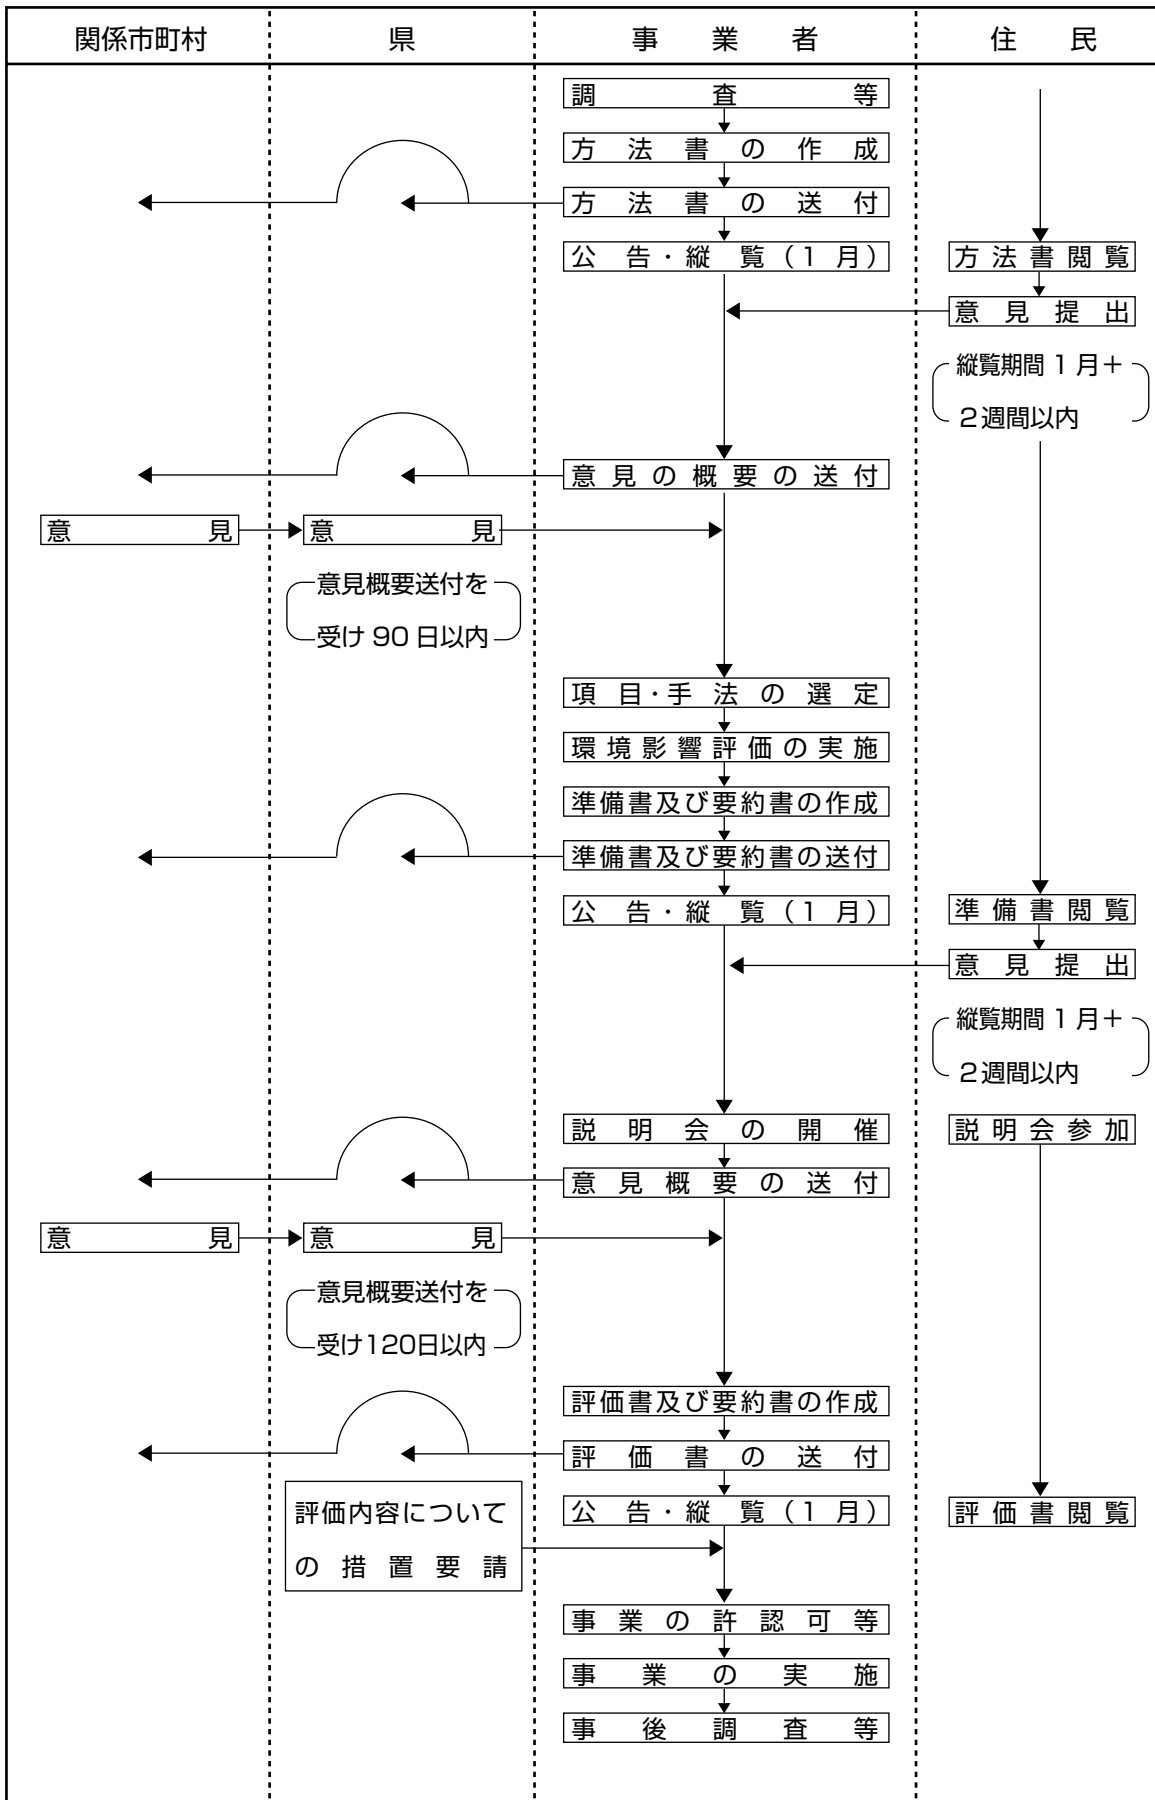 関係市町村 県 事業者 住民
調査等
方法書の作成
方法書の送付
公告・縦覧(1月) 方法書閲覧
意見提出
縦覧期間1月+
2週間以内
意見の概要の送付
意見 意見
意見概要送付を
受け90日以内
項目・手法の選定
環境影響評価の実施
準備書及び要約書の作成
準備書及び要約書の送付
公告・縦覧(1月) 準備書閲覧
意見提出
縦覧期間1月+
2週間以内
説明会の開催 説明会参加
意見概要の送付
意見 意見
意見概要送付を
受け120日以内
評価書及び要約書の作成
評価書の送付
公告・縦覧(1月) 評価書閲覧
評価内容について
の措置要請
事業の許認可等
事業の実施
事後調査等